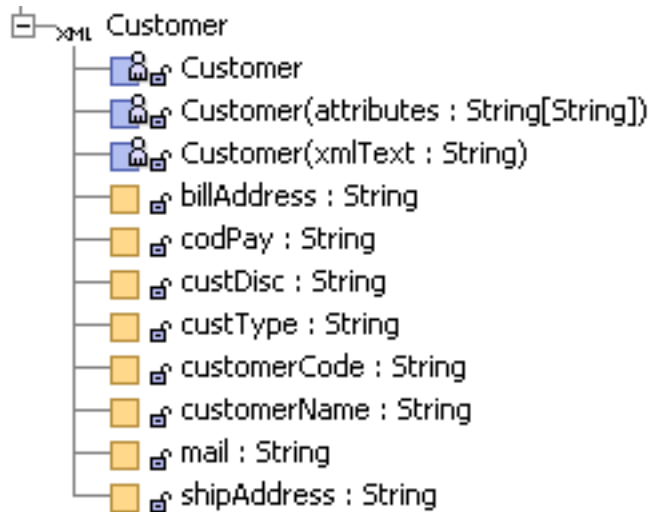 XML Customer
Customer
Customer(attributes : String[String])
Customer(xmlText : String)
billAddress : String
codPay : String
custDisc : String
custType : String
customerCode : String
customerName : String
mail : String
shipAddress : String